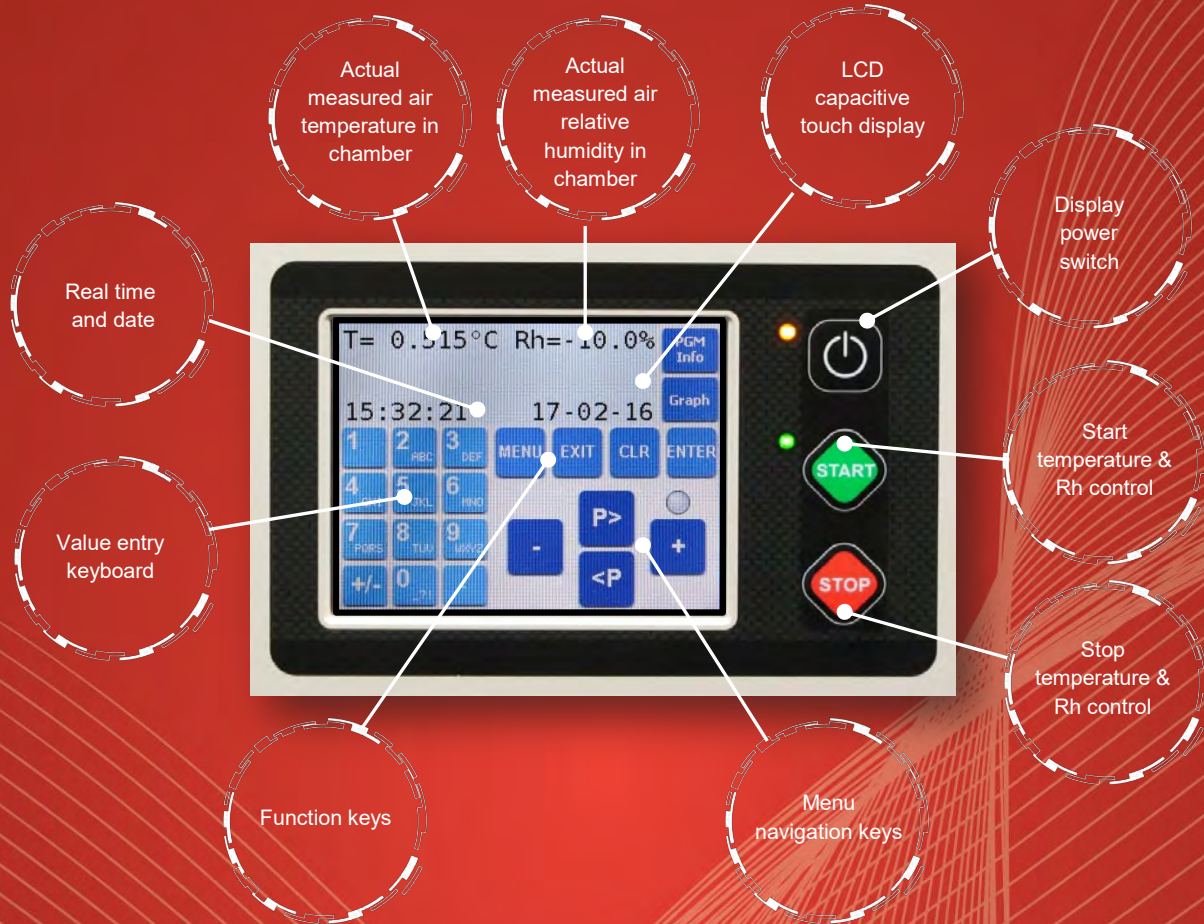 Actual
measured air
temperature in
chamber
Actual
measured air
relative
humidity in
chamber
LCD
capacitive
touch display
Display
power
switch
Real time
and date
T= 0.515°C Rh=-10.0%
PGM
Info
Graph
15:32:21 17-02-16
1
2 ABC
3 DEF
MENU EXIT CLR ENTER
4
5 JKL
6 MNO
7 PQRS
8 TUV
9 WXYZ
+/-
0 _?!
-
P>
+
<P
START
STOP
Start
temperature &
Rh control
Value entry
keyboard
Stop
temperature &
Rh control
Function keys
Menu
navigation keys